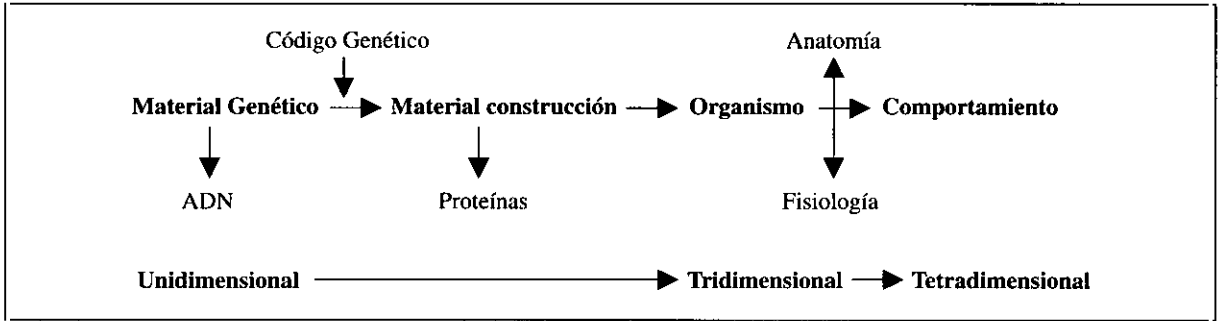 Código Genético Anatomía
Material Genético Material construcción Organismo Comportamiento
ADN Proteínas Fisiología
Unidimensional Tridimensional Tetradimensional